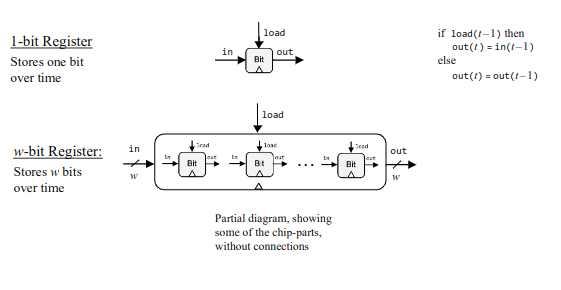 1-bit Register
Stores one bit
over time
load
in
out
Bit
if load(t−1) then
out(t) = in(t−1)
else
out(t) = out(t−1)
load
w-bit Register:
Stores w bits
over time
in
w
load
in
Bit
out
load
in
Bit
out
...
load
in
Bit
out
out
w
Partial diagram, showing
some of the chip-parts,
without connections